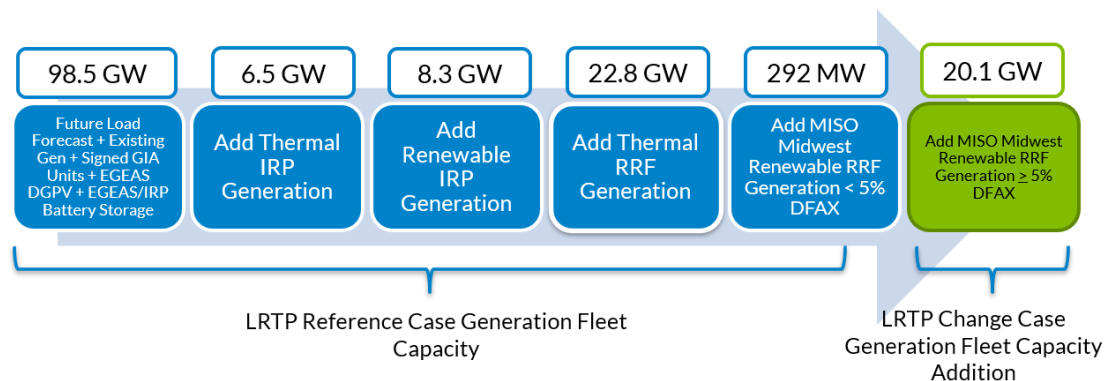 98.5 GW
6.5 GW
8.3 GW
22.8 GW
292 MW
20.1 GW
Future Load
Forecast + Existing
Gen + Signed GIA
Units + EGEAS
DGPV + EGEAS/IRP
Battery Storage
Add Thermal
IRP
Generation
Add
Renewable
IRP
Generation
Add Thermal
RRF
Generation
Add MISO
Midwest
Renewable RRF
Generation < 5%
DFAX
Add MISO Midwest
Renewable RRF
Generation ≥ 5%
DFAX
LRTP Reference Case Generation Fleet
Capacity
LRTP Change Case
Generation Fleet Capacity
Addition